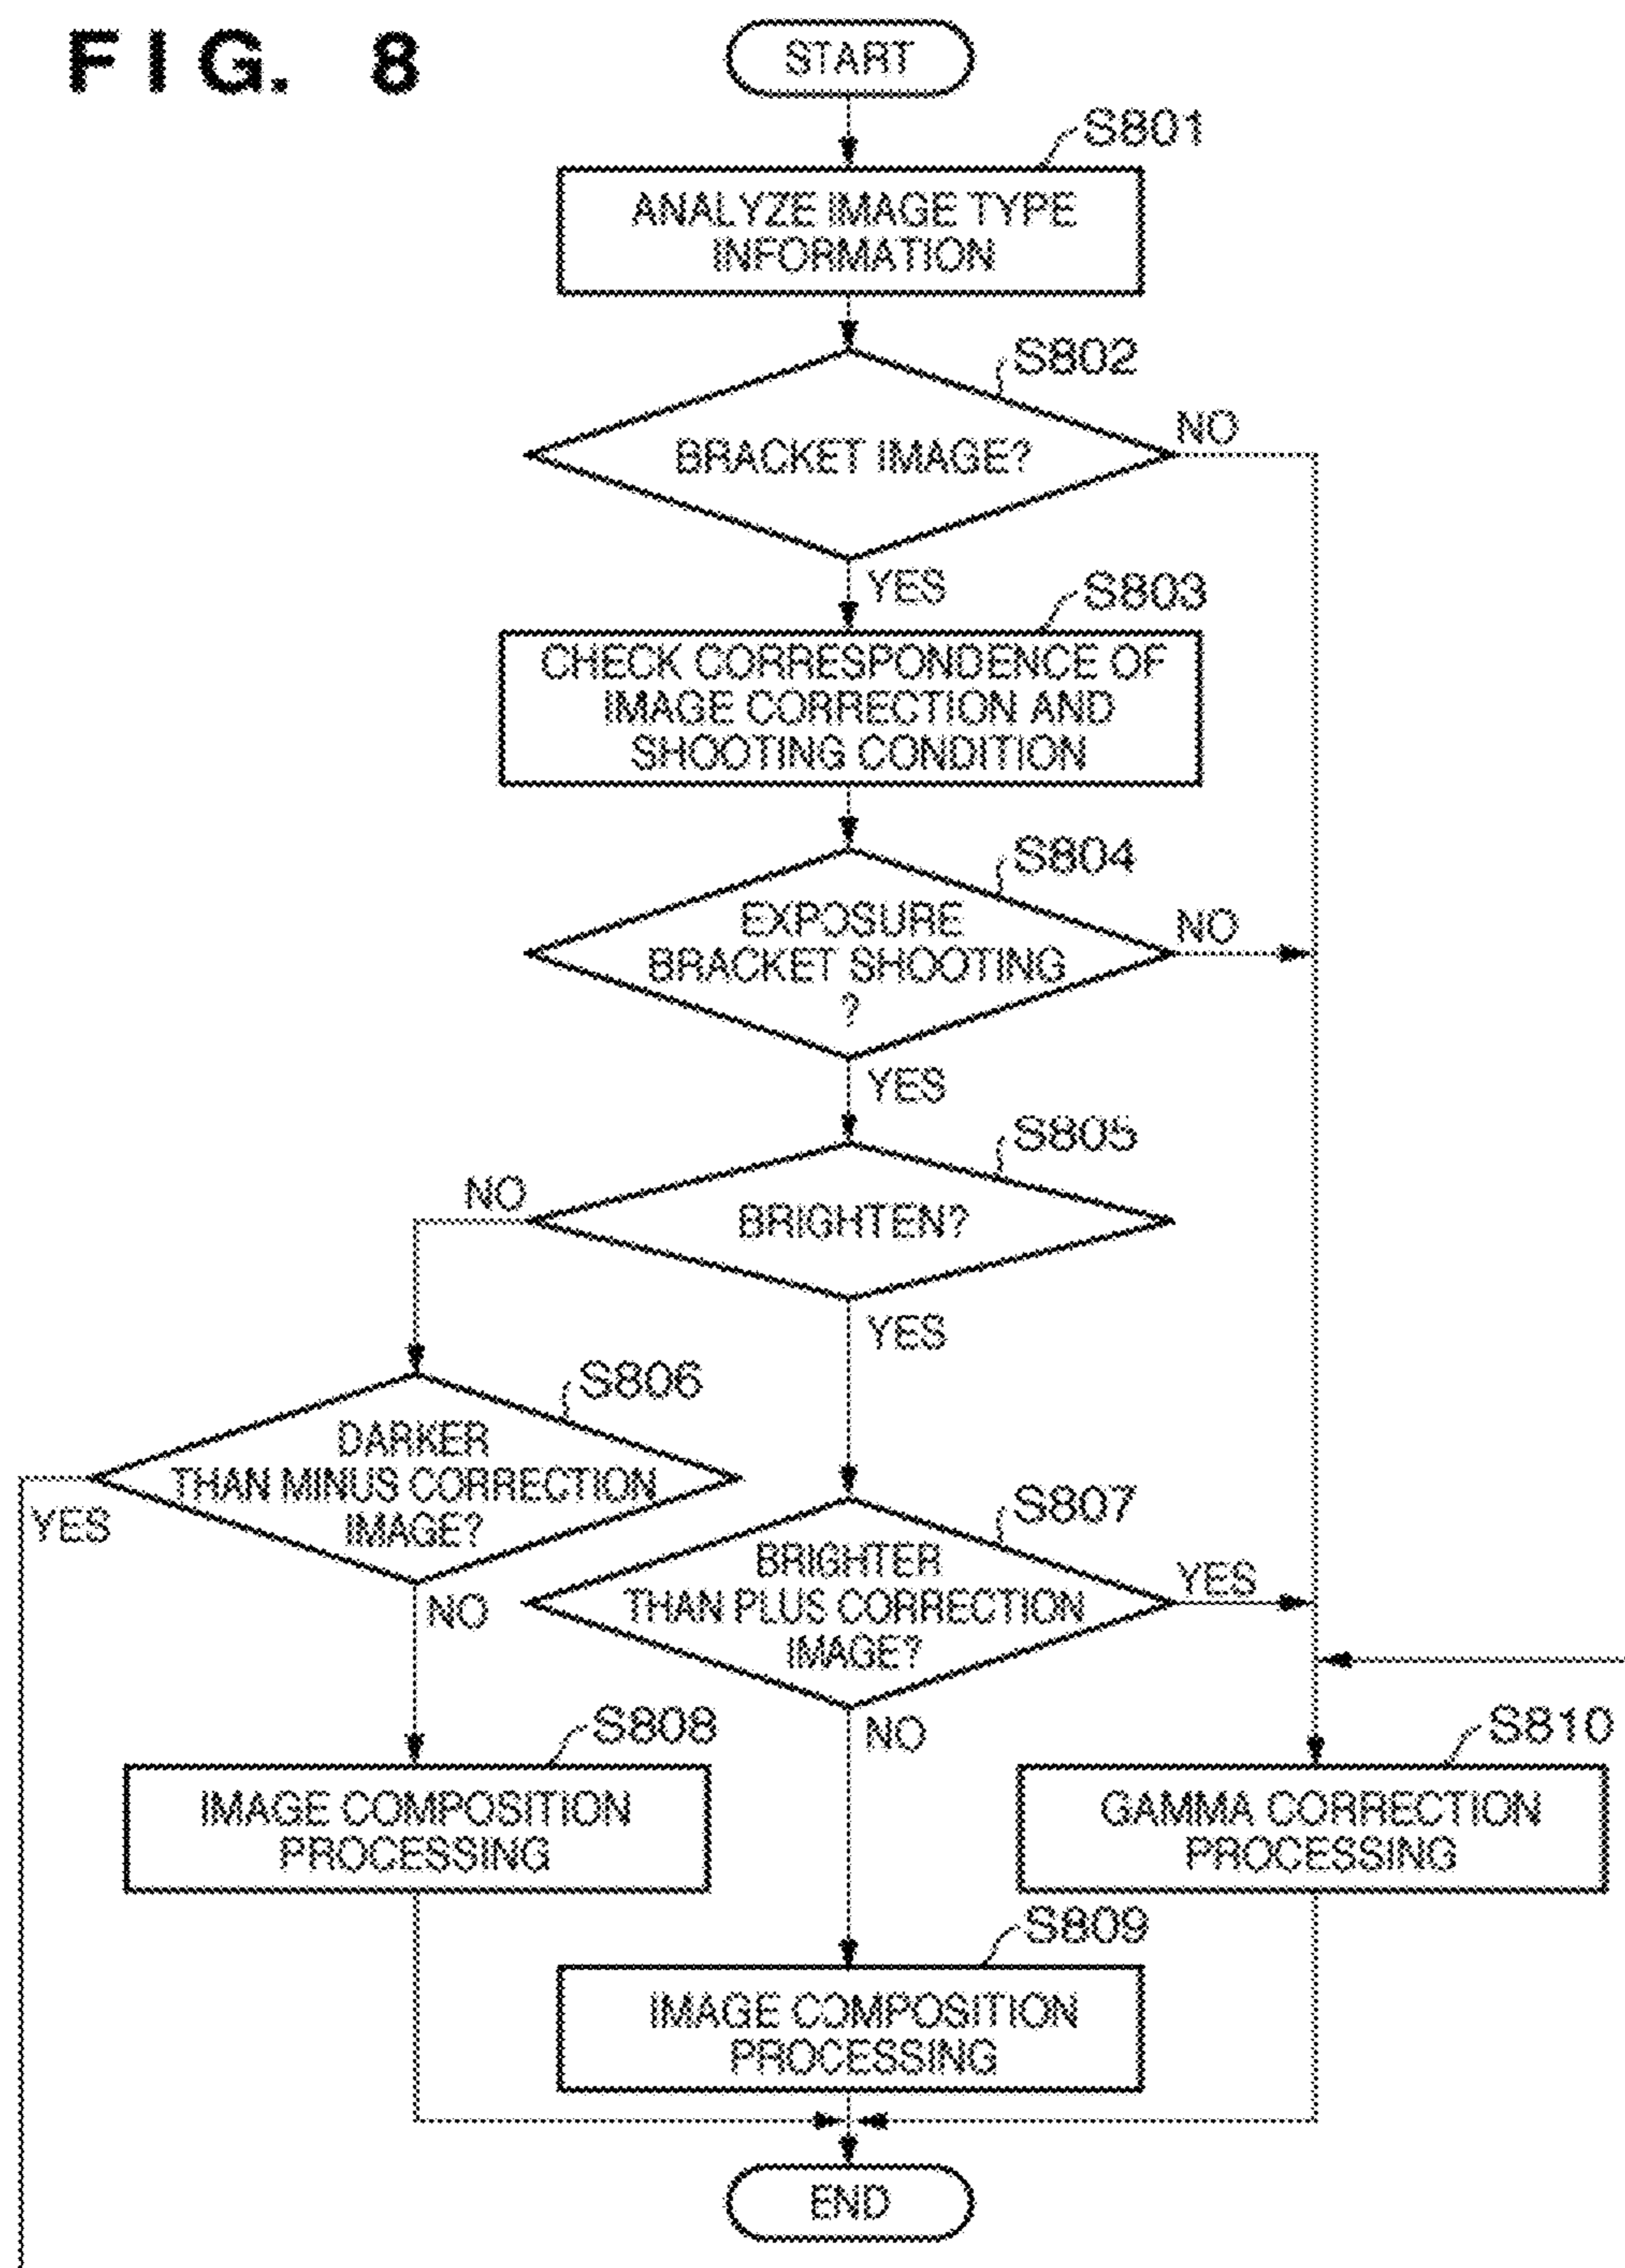 FIG. 8
START
S801
ANALYZE IMAGE TYPE
INFORMATION
S802
BRACKET IMAGE?
NO
YES
S803
CHECK CORRESPONDENCE OF
IMAGE CORRECTION AND
SHOOTING CONDITION
S804
EXPOSURE
BRACKET SHOOTING
?
NO
YES
S805
BRIGHTEN?
NO
YES
S806
DARKER
THAN MINUS CORRECTION
IMAGE?
YES
NO
S807
BRIGHTER
THAN PLUS CORRECTION
IMAGE?
YES
NO
S808
IMAGE COMPOSITION
PROCESSING
S810
GAMMA CORRECTION
PROCESSING
S809
IMAGE COMPOSITION
PROCESSING
END